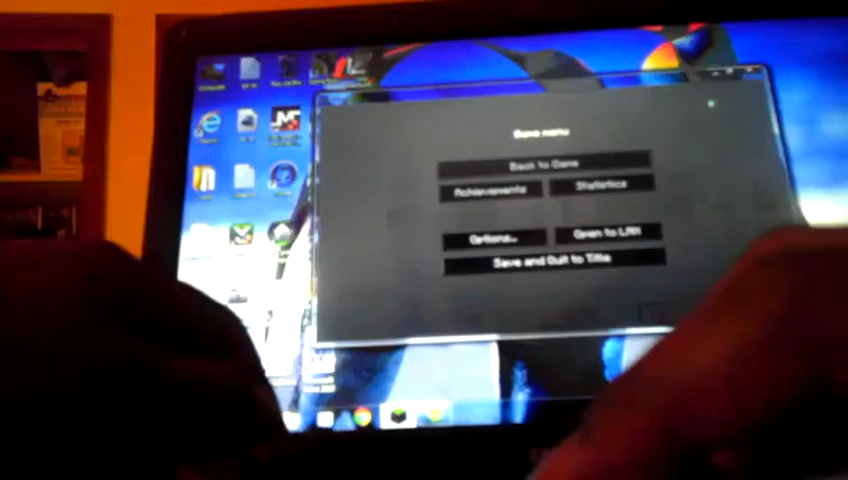 Game menu
Back to Game
Achievements Statistics
Options... Open to LAN
Save and Quit to Title